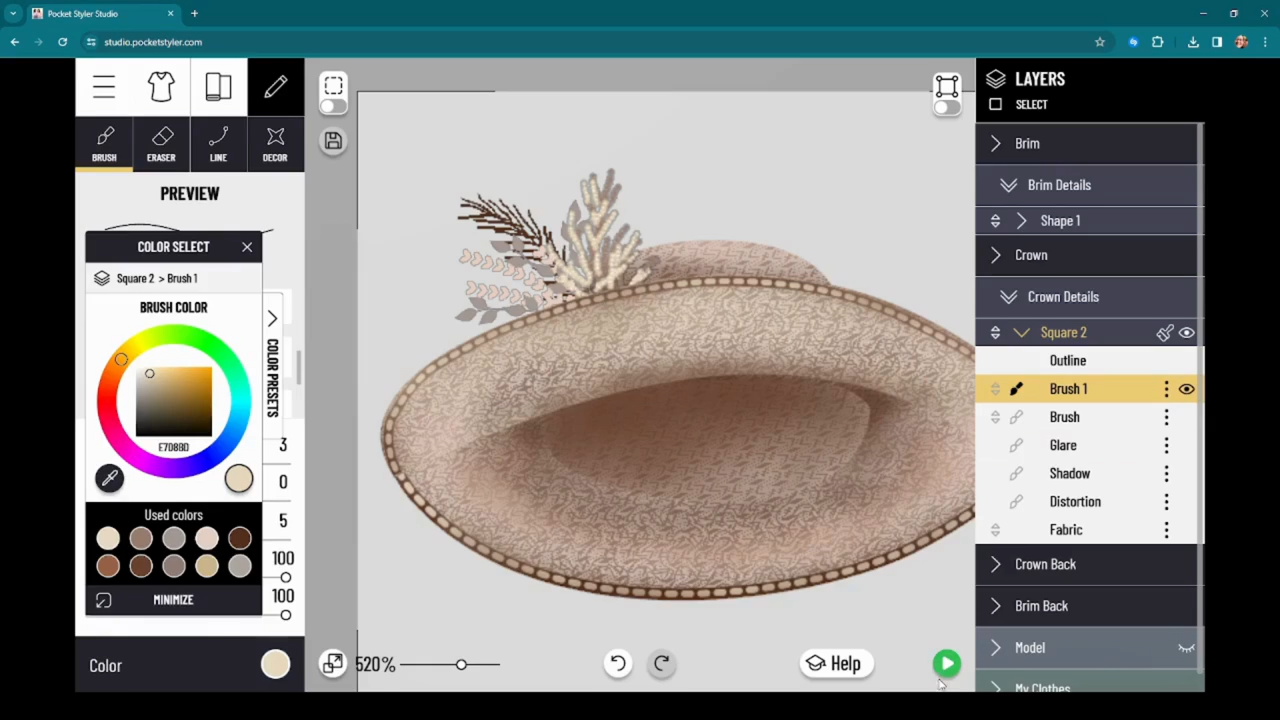 Pocket Styler Studio
studio.pocketstyler.com
BRUSH
ERASER
LINE
DECOR
PREVIEW
COLOR SELECT
Square 2 > Brush 1
BRUSH COLOR
E7D8BD
COLOR PRESETS
Used colors
MINIMIZE
3
0
5
100
100
Color
520%
Help
LAYERS
SELECT
Brim
Brim Details
Shape 1
Crown
Crown Details
Square 2
Outline
Brush 1
Brush
Glare
Shadow
Distortion
Fabric
Crown Back
Brim Back
Model
My Clothes